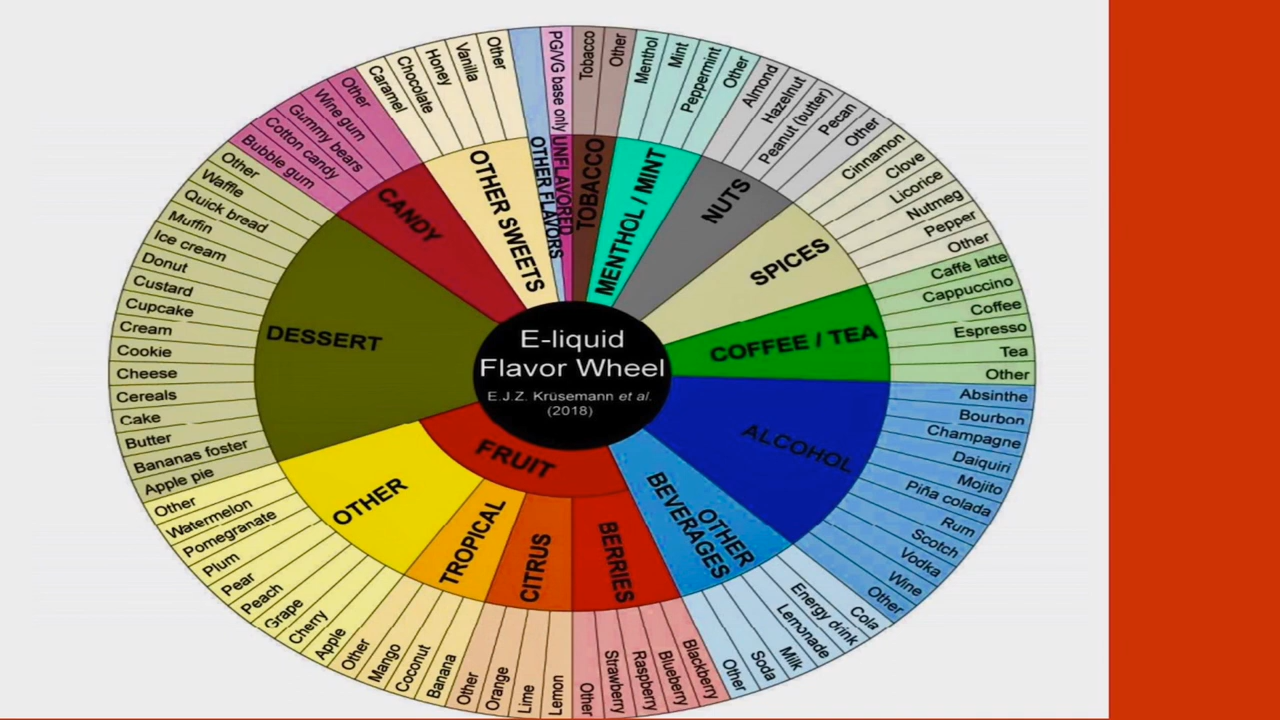 E-liquid
Flavor Wheel
E.J.Z. Krüsemann et al.
(2018)
UNFLAVORED
PG/VG base only
TOBACCO
Tobacco
Other
MENTHOL / MINT
Menthol
Mint
Peppermint
Other
NUTS
Almond
Hazelnut
Peanut (butter)
Pecan
Other
SPICES
Cinnamon
Clove
Licorice
Nutmeg
Pepper
Other
COFFEE / TEA
Caffè latte
Cappuccino
Coffee
Espresso
Tea
Other
ALCOHOL
Absinthe
Bourbon
Champagne
Daiquiri
Mojito
Piña colada
Rum
Scotch
Vodka
Wine
Other
OTHER
BEVERAGES
Cola
Energy drink
Lemonade
Milk
Soda
Other
FRUIT
BERRIES
Blackberry
Blueberry
Raspberry
Strawberry
Other
CITRUS
Lemon
Lime
Orange
Other
TROPICAL
Banana
Coconut
Mango
Other
OTHER
Apple
Cherry
Grape
Peach
Pear
Plum
Pomegranate
Watermelon
Other
DESSERT
Apple pie
Bananas foster
Butter
Cake
Cereals
Cheese
Cookie
Cream
Cupcake
Custard
Donut
Ice cream
Muffin
Quick bread
Waffle
Other
CANDY
Bubble gum
Cotton candy
Gummy bears
Wine gum
Other
OTHER SWEETS
Caramel
Chocolate
Honey
Vanilla
Other
OTHER FLAVORS